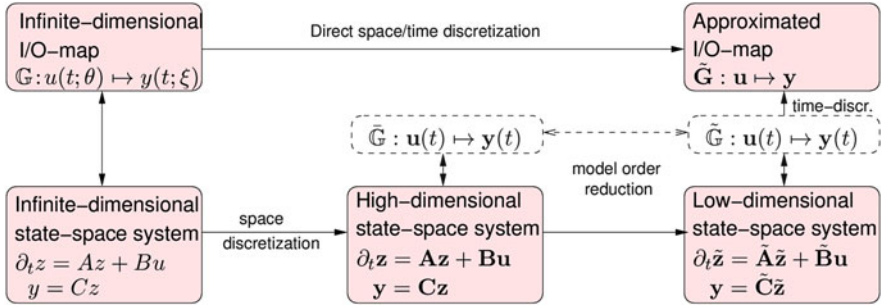 Infinite−dimensional
I/O−map
𝔾: u(t; θ) ↦ y(t; ξ)
Direct space/time discretization
Approximated
I/O−map
G̃ : u ↦ y
time−discr.
𝔾̄ : u(t) ↦ y(t)
𝔾̃ : u(t) ↦ y(t)
model order
reduction
Infinite−dimensional
state−space system
∂ₜz = Az + Bu
y = Cz
space
discretization
High−dimensional
state−space system
∂ₜz = Az + Bu
y = Cz
Low−dimensional
state−space system
∂ₜz̃ = Ãz̃ + B̃u
y = C̃z̃